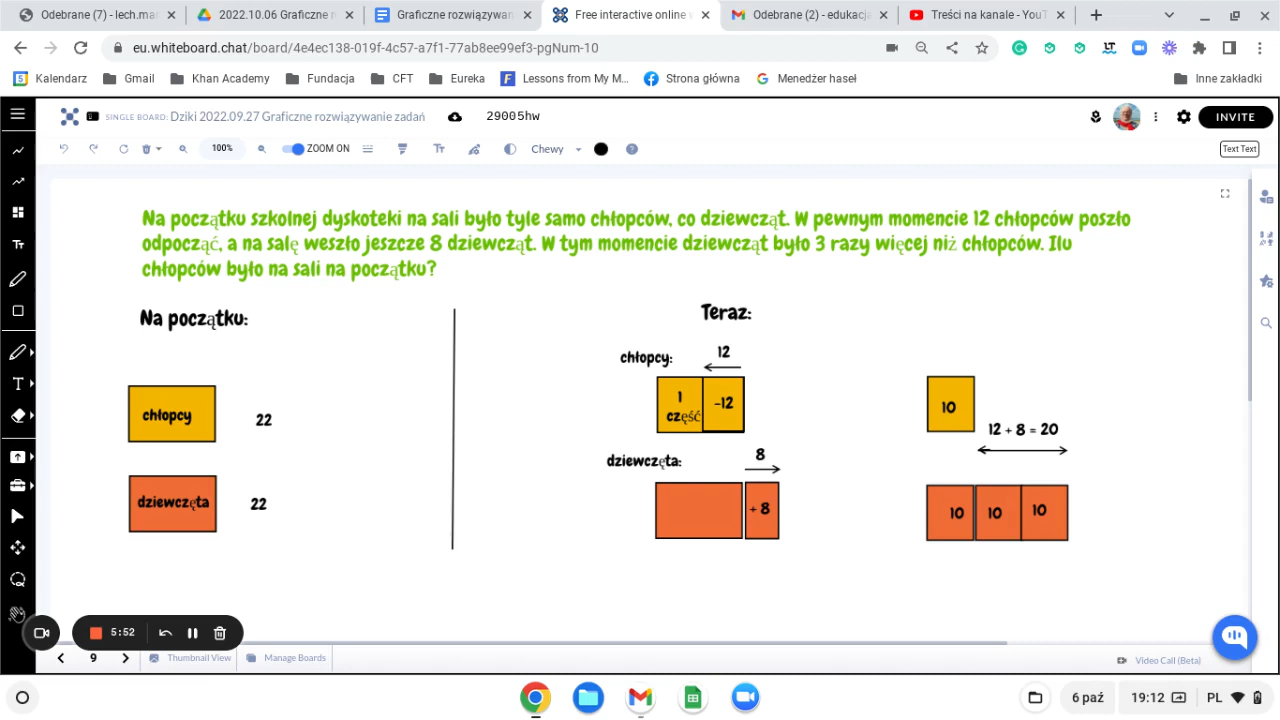 Odebrane (7) - lech.mar
2022.10.06 Graficzne r
Graficzne rozwiązywan
Free interactive online w
Odebrane (2) - edukacja
Treści na kanale - YouT
eu.whiteboard.chat/board/4e4ec138-019f-4c57-a7f1-77ab8ee99ef3-pgNum-10
Kalendarz
Gmail
Khan Academy
Fundacja
CFT
Eureka
Lessons from My M...
Strona główna
Menedżer haseł
Inne zakładki
SINGLE BOARD: Dziki 2022.09.27 Graficzne rozwiązywanie zadań
29005hw
INVITE
100%
ZOOM ON
Tт
Chewy
Text Text
Na początku szkolnej dyskoteki na sali było tyle samo chłopców, co dziewcząt. W pewnym momencie 12 chłopców poszło
odpocząć, a na salę weszło jeszcze 8 dziewcząt. W tym momencie dziewcząt było 3 razy więcej niż chłopców. Ilu
chłopców było na sali na początku?
Na początku:
Teraz:
chłopcy:
12
1
część
-12
10
chłopcy
22
12 + 8 = 20
dziewczęta:
8
dziewczęta
22
+ 8
10
10
10
5:52
9
Thumbnail View
Manage Boards
Video Call (Beta)
6 paź
19:12
PL